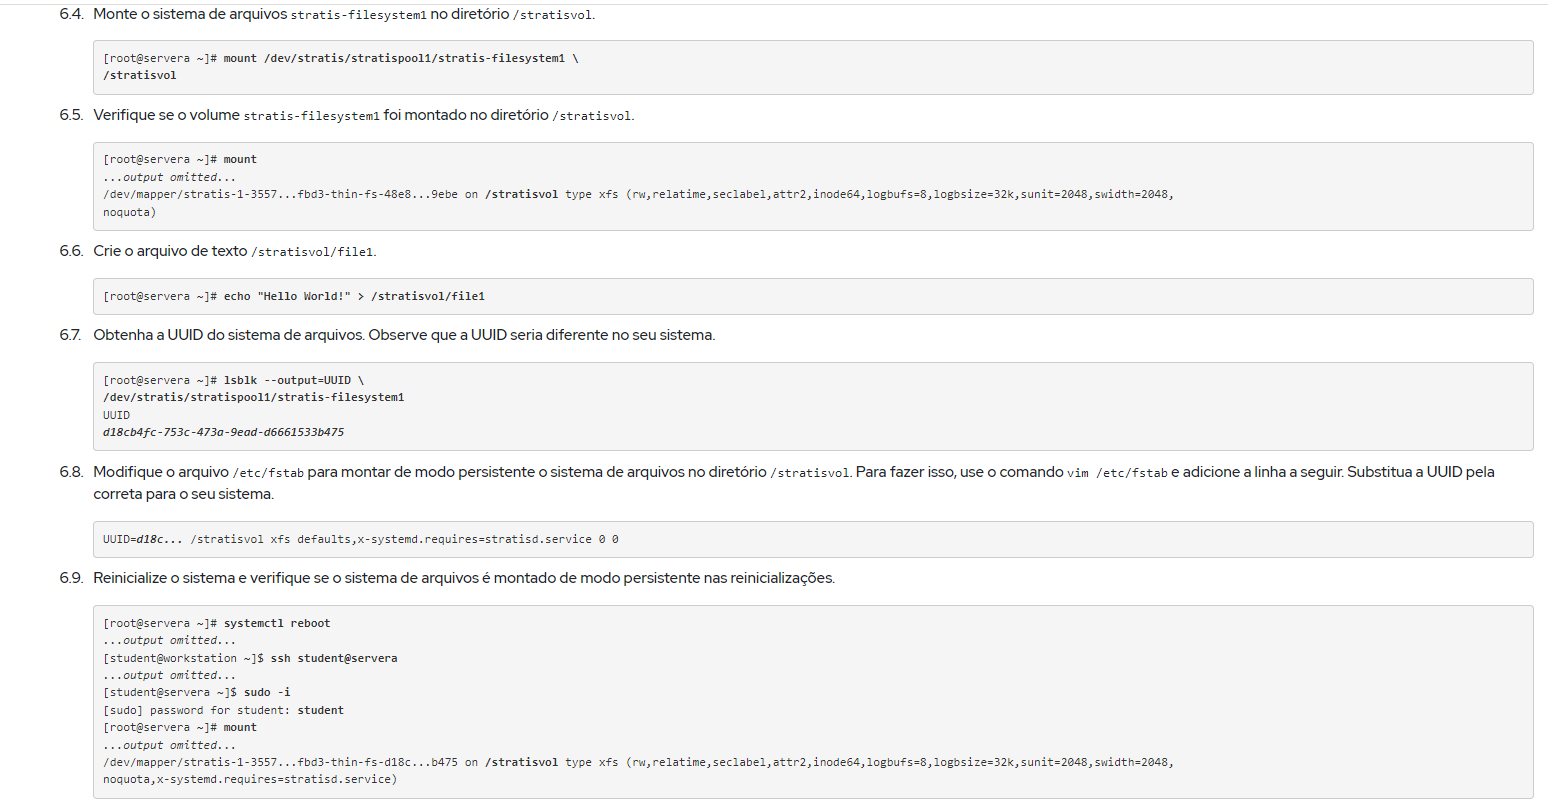 6.4. Monte o sistema de arquivos stratis-filesystem1 no diretório /stratisvol.
[root@servera ~]# mount /dev/stratis/stratispool1/stratis-filesystem1 \
/stratisvol
6.5. Verifique se o volume stratis-filesystem1 foi montado no diretório /stratisvol.
[root@servera ~]# mount
...output omitted...
/dev/mapper/stratis-1-3557...fbd3-thin-fs-48e8...9ebe on /stratisvol type xfs (rw,relatime,seclabel,attr2,inode64,logbufs=8,logbsize=32k,sunit=2048,swidth=2048,
noquota)
6.6. Crie o arquivo de texto /stratisvol/file1.
[root@servera ~]# echo "Hello World!" > /stratisvol/file1
6.7. Obtenha a UUID do sistema de arquivos. Observe que a UUID seria diferente no seu sistema.
[root@servera ~]# lsblk --output=UUID \
/dev/stratis/stratispool1/stratis-filesystem1
UUID
d18cb4fc-753c-473a-9ead-d6661533b475
6.8. Modifique o arquivo /etc/fstab para montar de modo persistente o sistema de arquivos no diretório /stratisvol. Para fazer isso, use o comando vim /etc/fstab e adicione a linha a seguir. Substitua a UUID pela
correta para o seu sistema.
UUID=d18c... /stratisvol xfs defaults,x-systemd.requires=stratisd.service 0 0
6.9. Reinicialize o sistema e verifique se o sistema de arquivos é montado de modo persistente nas reinicializações.
[root@servera ~]# systemctl reboot
...output omitted...
[student@workstation ~]$ ssh student@servera
...output omitted...
[student@servera ~]$ sudo -i
[sudo] password for student: student
[root@servera ~]# mount
...output omitted...
/dev/mapper/stratis-1-3557...fbd3-thin-fs-d18c...b475 on /stratisvol type xfs (rw,relatime,seclabel,attr2,inode64,logbufs=8,logbsize=32k,sunit=2048,swidth=2048,
noquota,x-systemd.requires=stratisd.service)